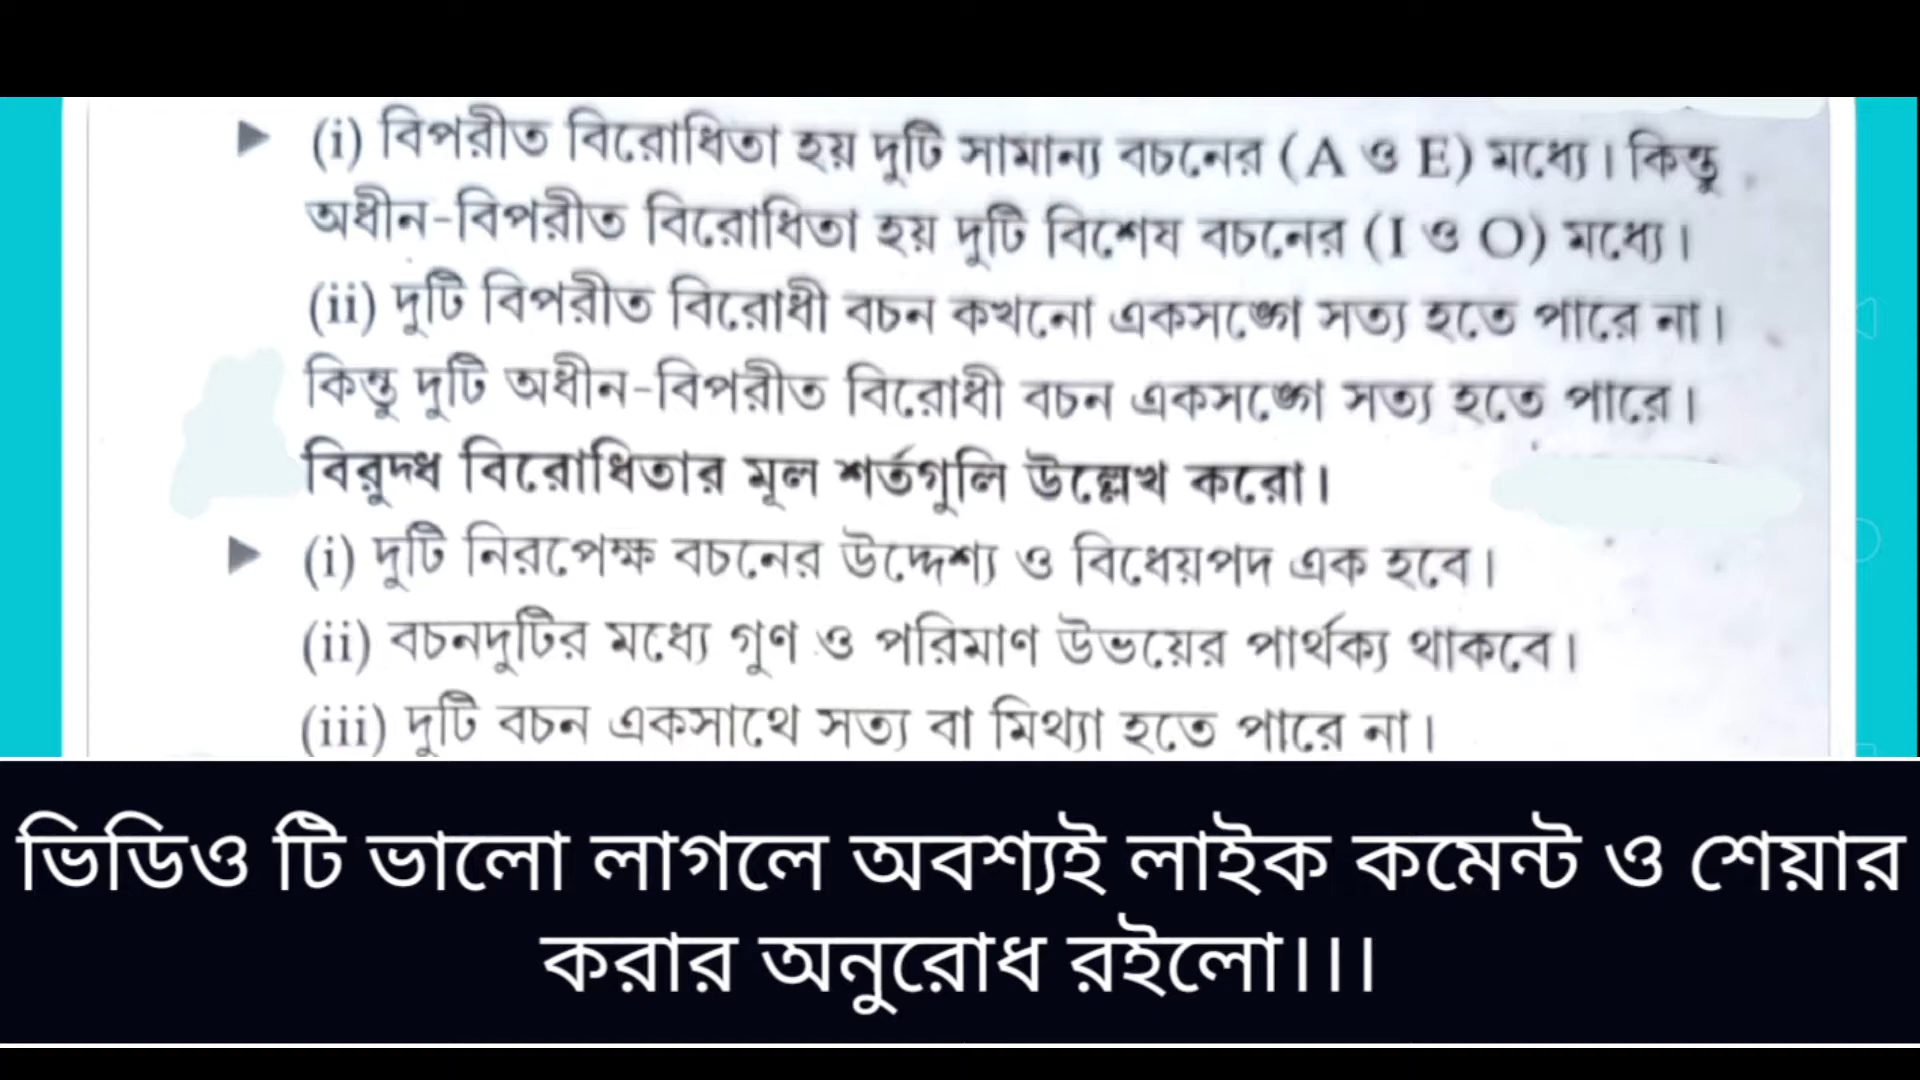 ▶ (i) বিপরীত বিরোধিতা হয় দুটি সামান্য বচনের (A ও E) মধ্যে। কিন্তু
অধীন-বিপরীত বিরোধিতা হয় দুটি বিশেষ বচনের (I ও O) মধ্যে।
(ii) দুটি বিপরীত বিরোধী বচন কখনো একসঙ্গে সত্য হতে পারে না।
কিন্তু দুটি অধীন-বিপরীত বিরোধী বচন একসঙ্গে সত্য হতে পারে।
বিরুদ্ধ বিরোধিতার মূল শর্তগুলি উল্লেখ করো।
▶ (i) দুটি নিরপেক্ষ বচনের উদ্দেশ্য ও বিধেয়পদ এক হবে।
(ii) বচনদুটির মধ্যে গুণ ও পরিমাণ উভয়ের পার্থক্য থাকবে।
(iii) দুটি বচন একসাথে সত্য বা মিথ্যা হতে পারে না।
ভিডিও টি ভালো লাগলে অবশ্যই লাইক কমেন্ট ও শেয়ার
করার অনুরোধ রইলো।।।